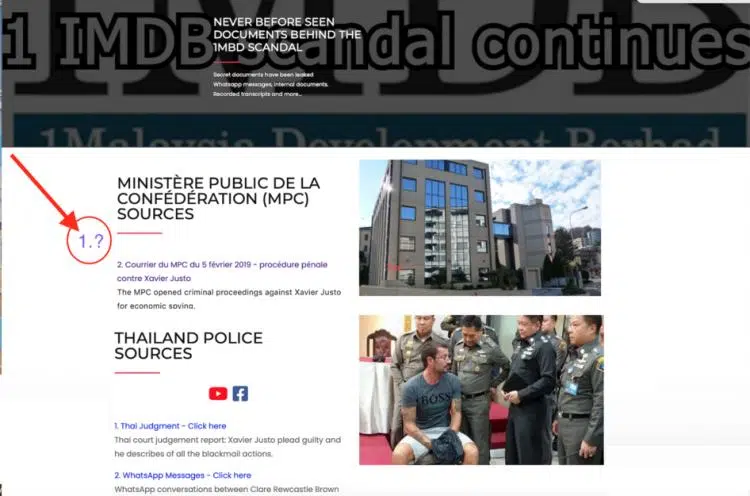 1 IMDB scandal continues
NEVER BEFORE SEEN
DOCUMENTS BEHIND THE
1MBD SCANDAL
Secret documents have been leaked
Whatsapp messages, internal documents.
Recorded transcripts and more...
1Malaysia Development Berhad
MINISTÈRE PUBLIC DE LA
CONFÉDÉRATION (MPC)
SOURCES
1.?
2. Courrier du MPC du 5 février 2019 - procédure pénale
contre Xavier Justo
The MPC opened criminal proceedings against Xavier Justo
for economic spying.
THAILAND POLICE
SOURCES
1. Thai Judgment - Click here
Thai court judgement report: Xavier Justo plead guilty and
he describes of all the blackmail actions.
2. WhatsApp Messages - Click here
WhatsApp conversations between Clare Rewcastle Brown
BOSS